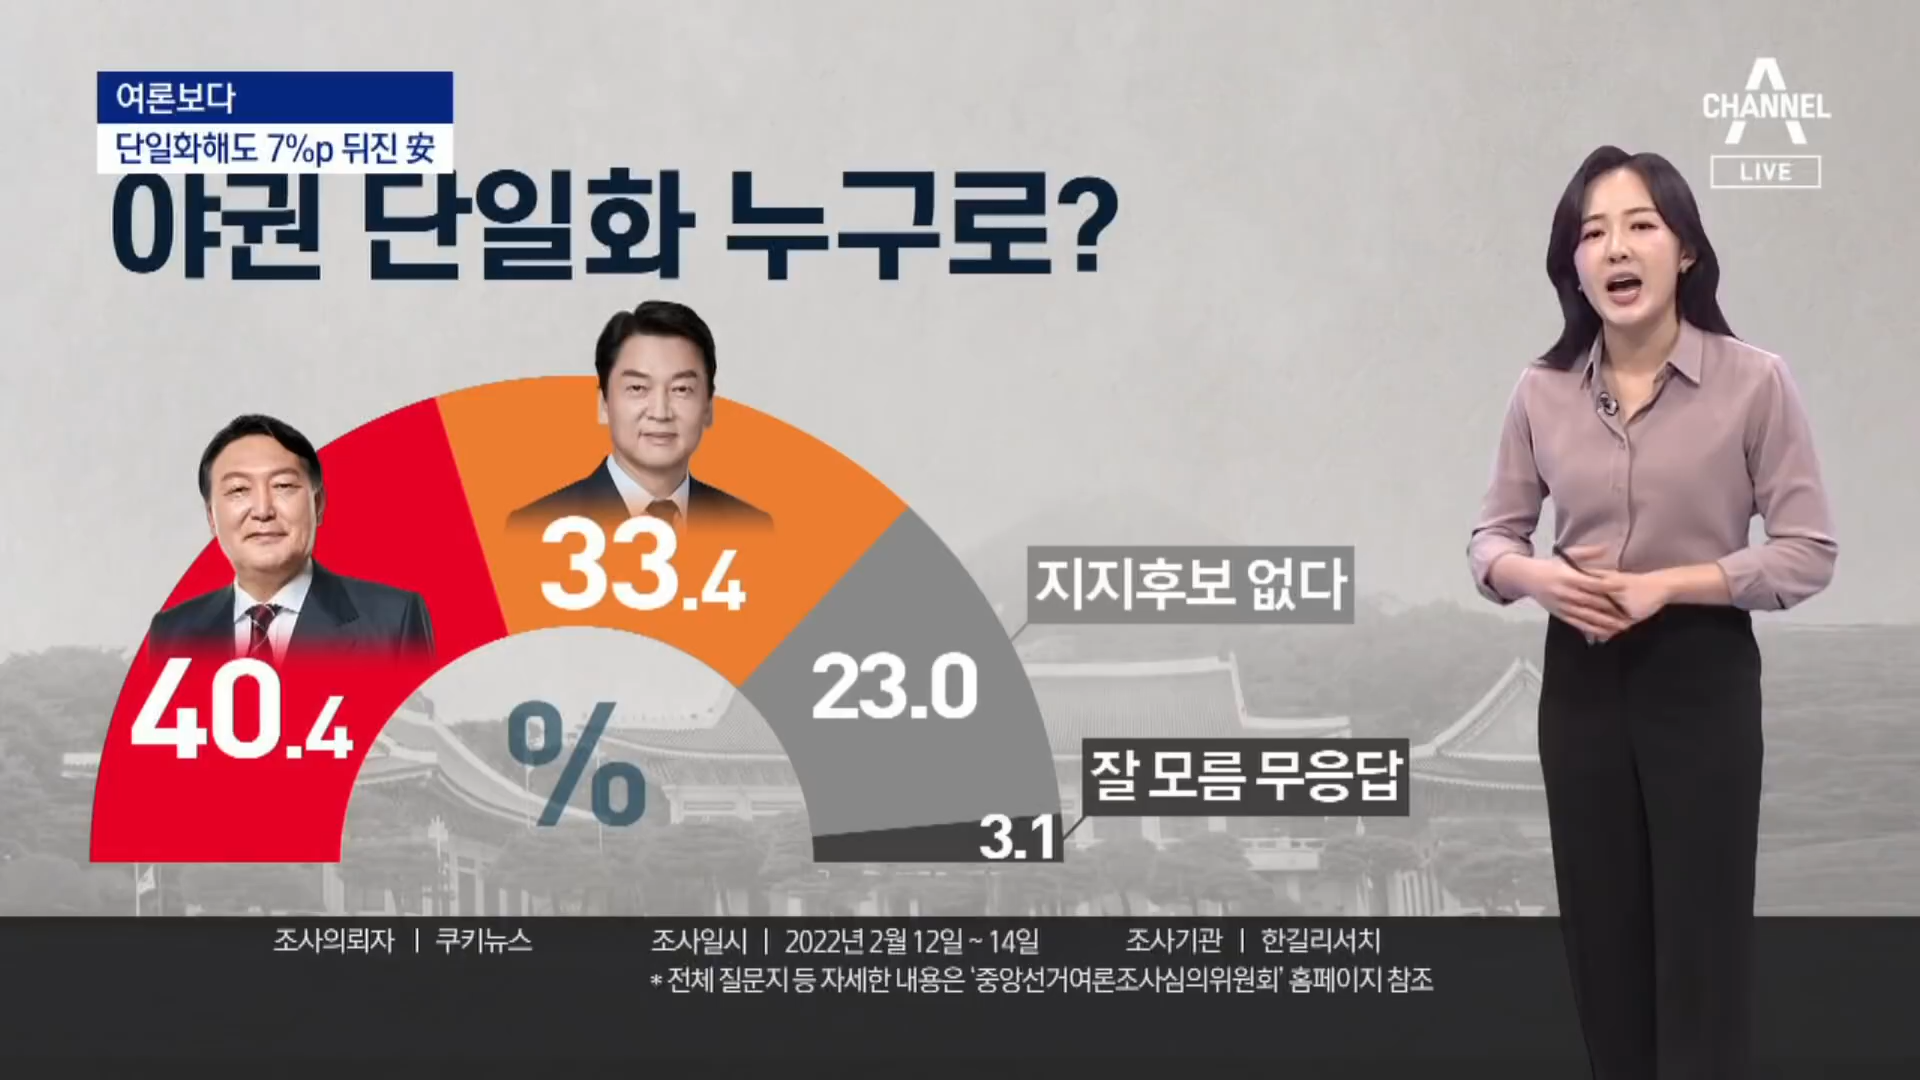 여론보다
단일화해도 7%p 뒤진 安
CHANNEL A
LIVE
야권 단일화 누구로?
40.4
33.4
23.0
3.1
%
지지후보 없다
잘 모름 무응답
조사의뢰자 | 쿠키뉴스
조사일시 | 2022년 2월 12일 ~ 14일
조사기관 | 한길리서치
* 전체 질문지 등 자세한 내용은 ‘중앙선거여론조사심의위원회’ 홈페이지 참조